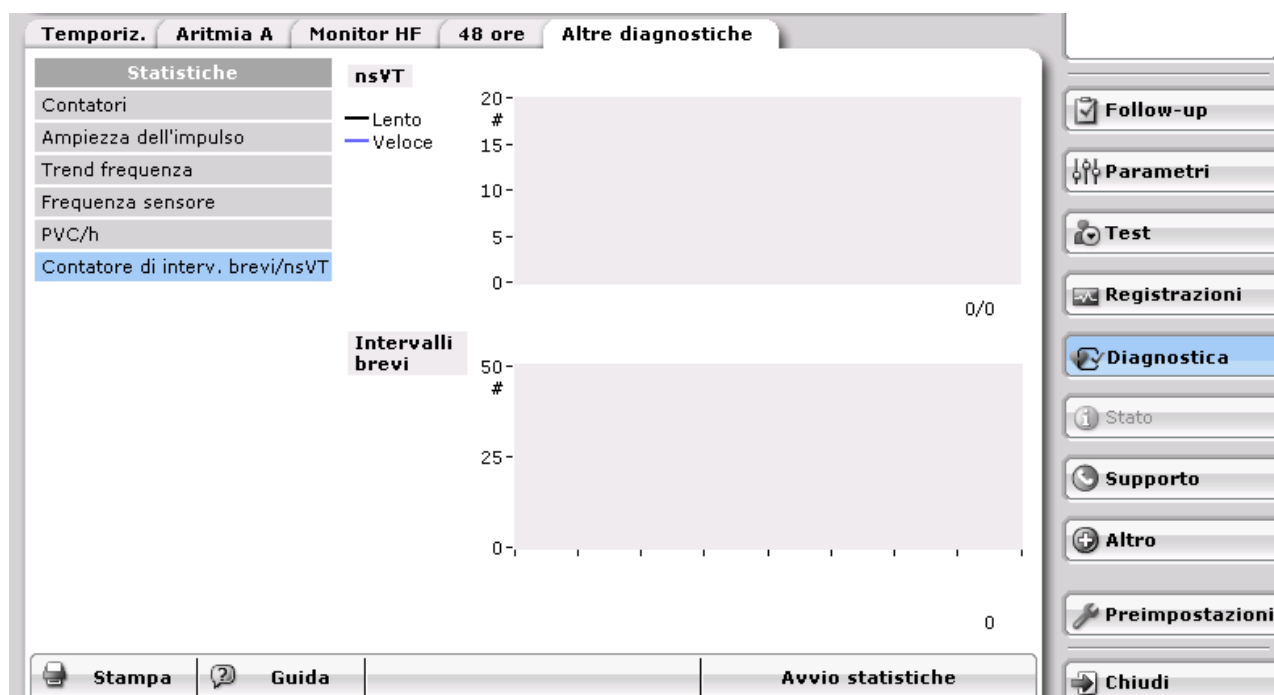 Temporiz.
Aritmia A
Monitor HF
48 ore
Altre diagnostiche
Statistiche
Contatori
Ampiezza dell'impulso
Trend frequenza
Frequenza sensore
PVC/h
Contatore di interv. brevi/nsVT
nsVT
Lento
Veloce
20
#
15
10
5
0
0/0
Intervalli
brevi
50
#
25
0
0
Follow-up
Parametri
Test
Registrazioni
Diagnostica
Stato
Supporto
Altro
Preimpostazioni
Chiudi
Stampa
Guida
Avvio statistiche